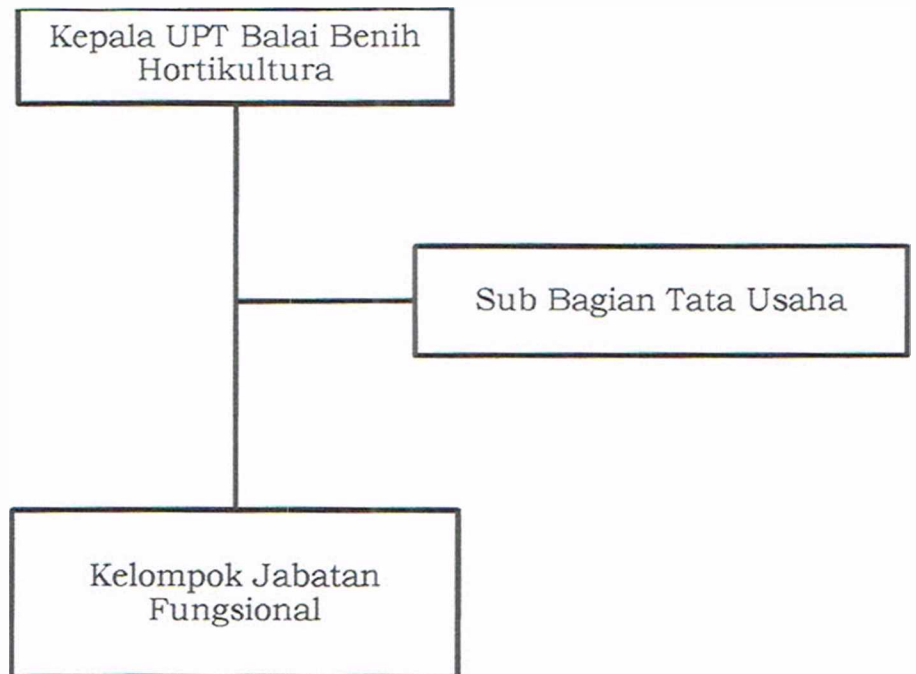 Kepala UPT Balai Benih
Hortikultura
Sub Bagian Tata Usaha
Kelompok Jabatan
Fungsional